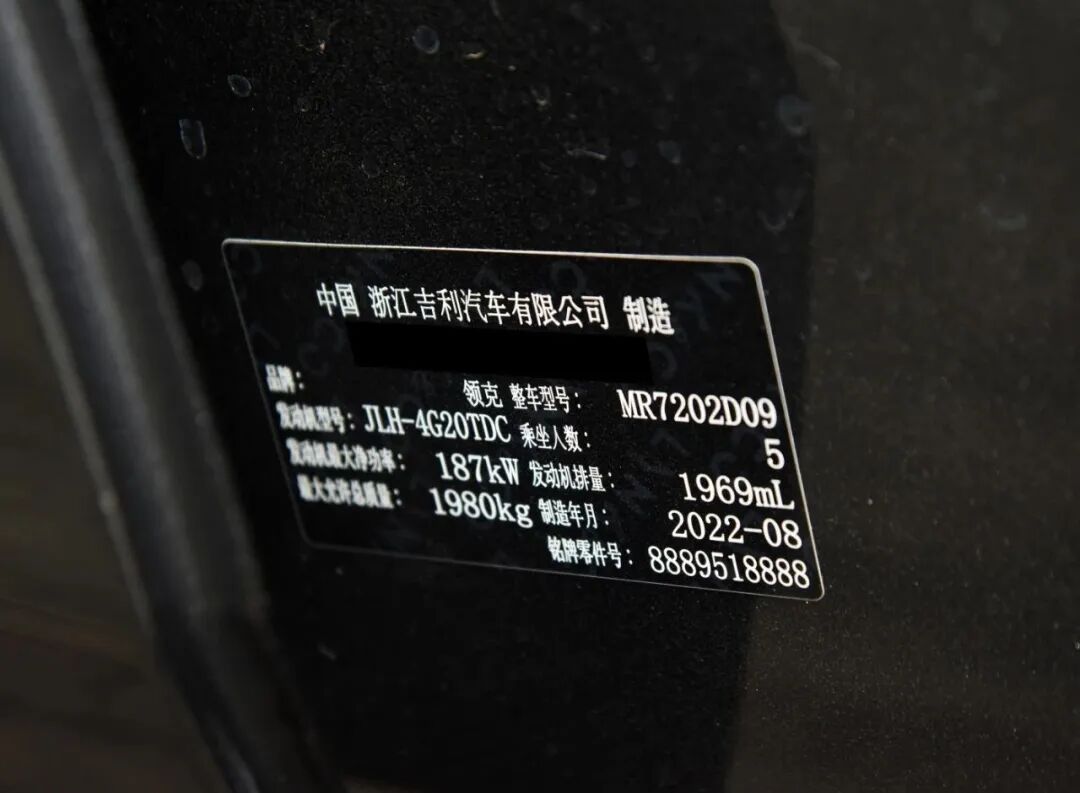 中国 浙江吉利汽车有限公司 制造
品牌: 领克 整车型号: MR7202D09
发动机型号: JLH-4G20TDC 乘坐人数: 5
发动机最大净功率: 187kW 发动机排量: 1969mL
最大允许总质量: 1980kg 制造年月: 2022-08
铭牌零件号: 8889518888